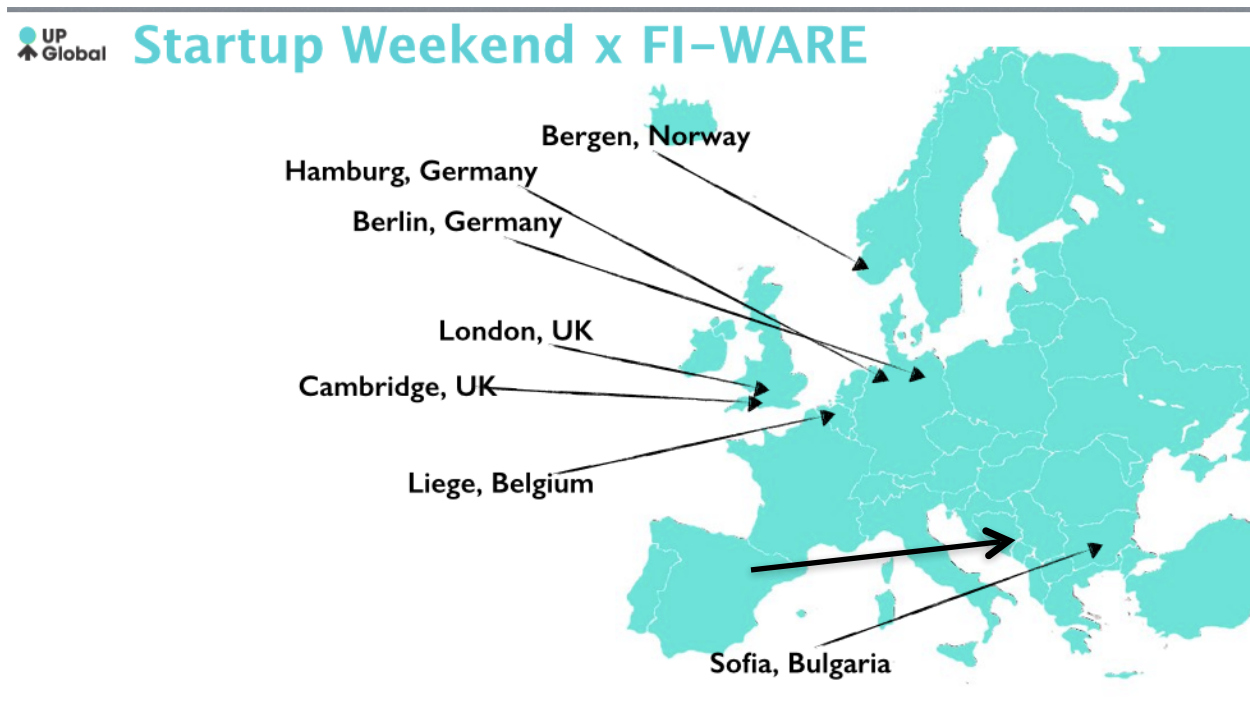 UP
Global
Startup Weekend x FI-WARE
Bergen, Norway
Hamburg, Germany
Berlin, Germany
London, UK
Cambridge, UK
Liege, Belgium
Sofia, Bulgaria